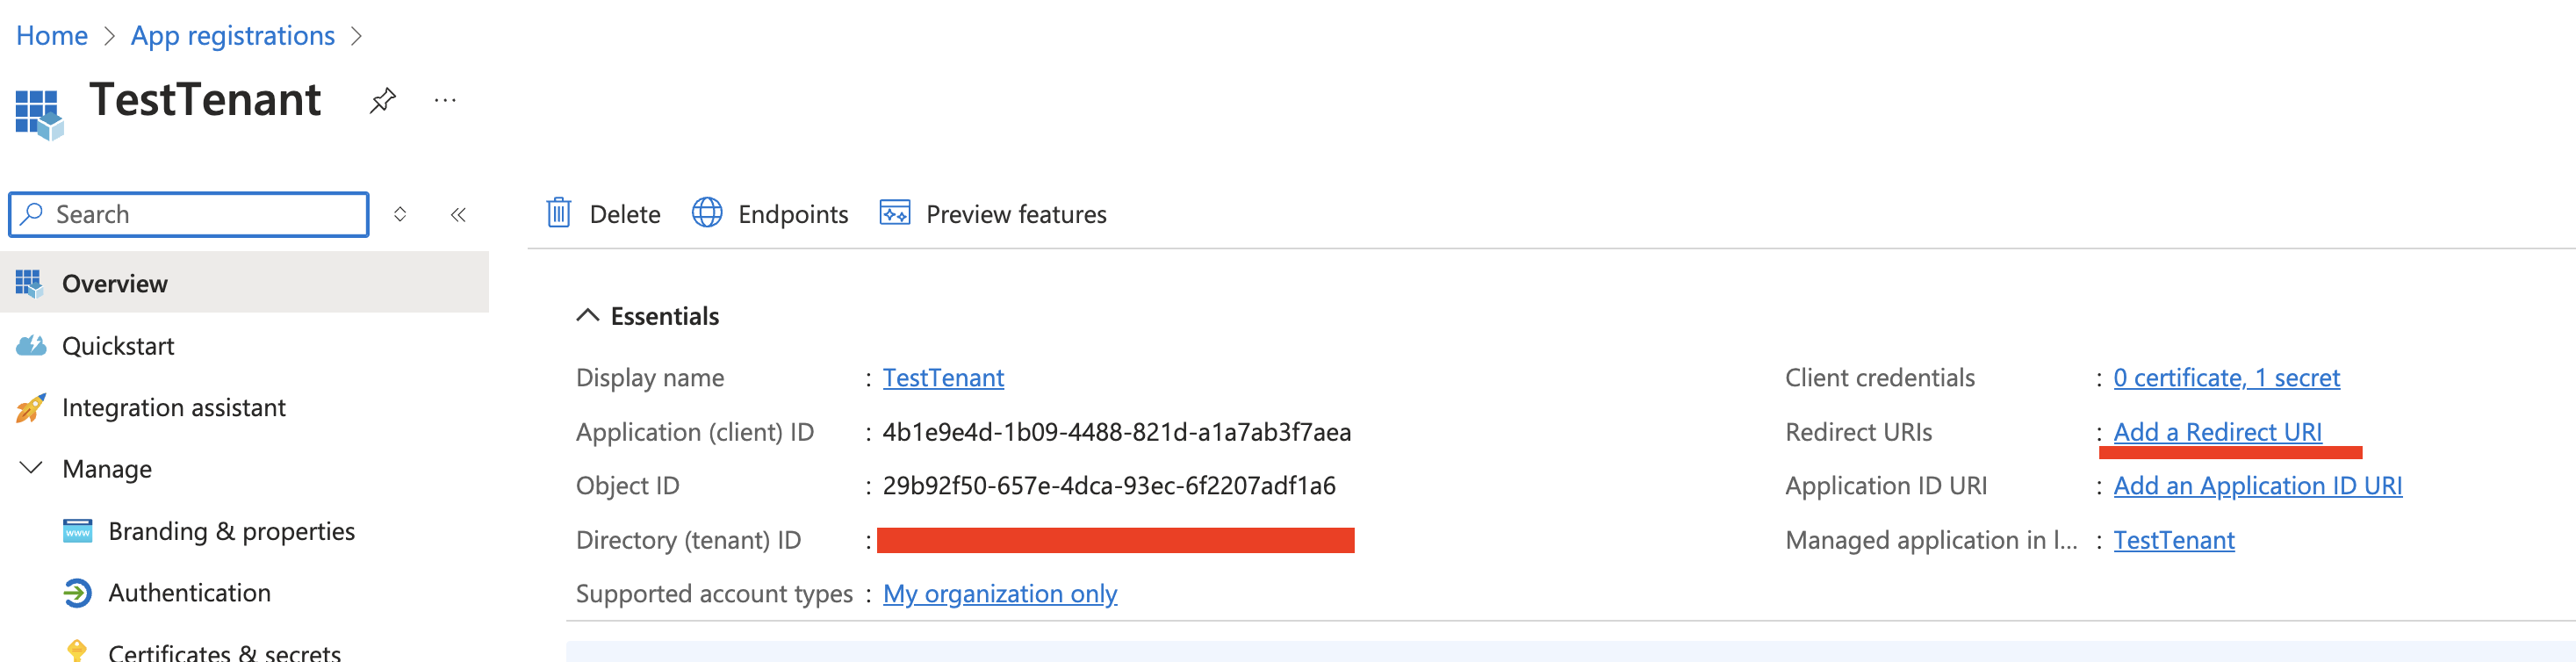 Home > App registrations >
TestTenant ...
Search
Delete Endpoints Preview features
Overview
Quickstart
Integration assistant
Manage
Branding & properties
Authentication
Certificates & secrets
Essentials
Display name : TestTenant
Application (client) ID : 4b1e9e4d-1b09-4488-821d-a1a7ab3f7aea
Object ID : 29b92f50-657e-4dca-93ec-6f2207adf1a6
Directory (tenant) ID :
Supported account types : My organization only
Client credentials : 0 certificate, 1 secret
Redirect URIs : Add a Redirect URI
Application ID URI : Add an Application ID URI
Managed application in l... : TestTenant